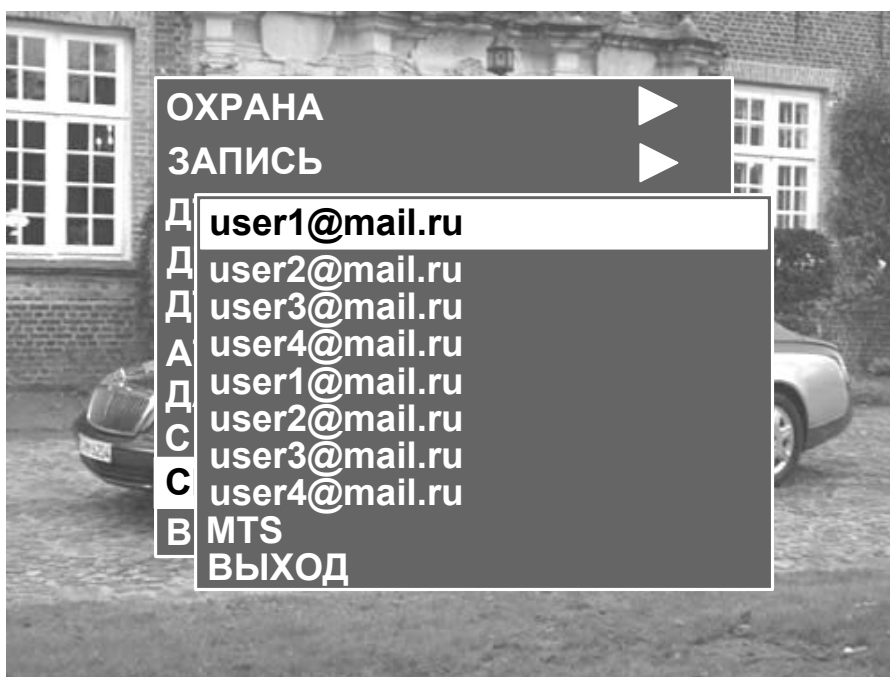 ОХРАНА
ЗАПИСЬ
user1@mail.ru
user2@mail.ru
user3@mail.ru
user4@mail.ru
user1@mail.ru
user2@mail.ru
user3@mail.ru
user4@mail.ru
MTS
ВЫХОД